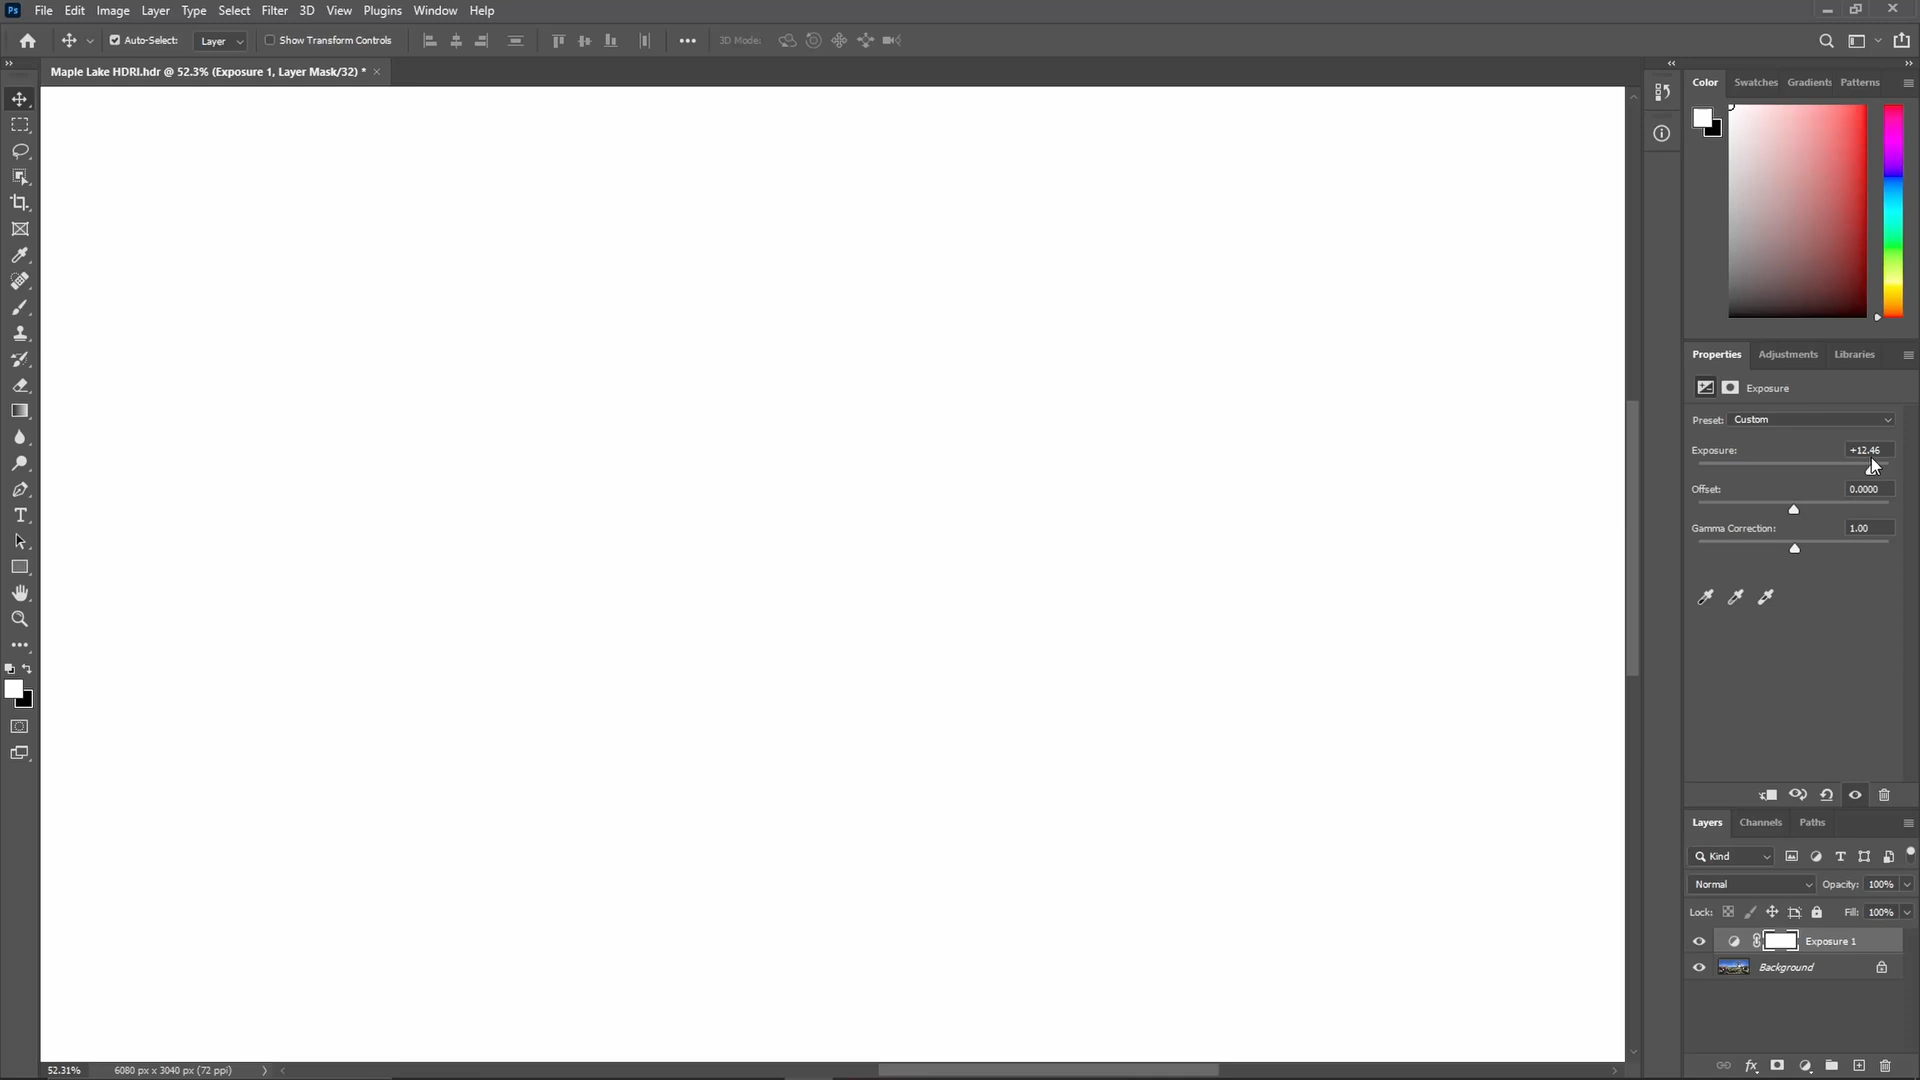 Ps File Edit Image Layer Type Select Filter 3D View Plugins Window Help
Auto-Select: Layer Show Transform Controls 3D Mode:
Maple Lake HDRI.hdr @ 52.3% (Exposure 1, Layer Mask/32) *
Color Swatches Gradients Patterns
Properties Adjustments Libraries
Exposure
Preset: Custom
Exposure: +12.46
Offset: 0.0000
Gamma Correction: 1.00
Layers Channels Paths
Kind
Normal Opacity: 100%
Lock: Fill: 100%
Exposure 1
Background
52.31% 6080 px x 3040 px (72 ppi)